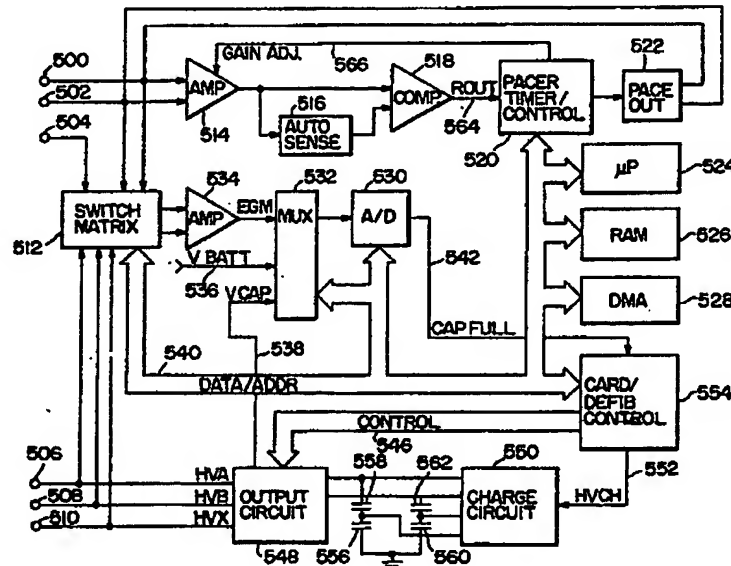 500
502
504
GAIN ADJ.
566
AMP
514
516
AUTO
SENSE
518
COMP
ROUT
564
PACER
TIMER/
CONTROL
520
522
PACE
OUT
µP
524
RAM
526
DMA
528
SWITCH
MATRIX
512
534
AMP
EGM
532
MUX
530
A/D
542
V BATT
536
V CAP
538
CAP FULL
540
DATA/ADDR
CARD/
DEFIB
CONTROL
554
CONTROL
546
552
HVCH
506
508
510
HVA
HVB
HVX
OUTPUT
CIRCUIT
548
558
562
556
560
550
CHARGE
CIRCUIT